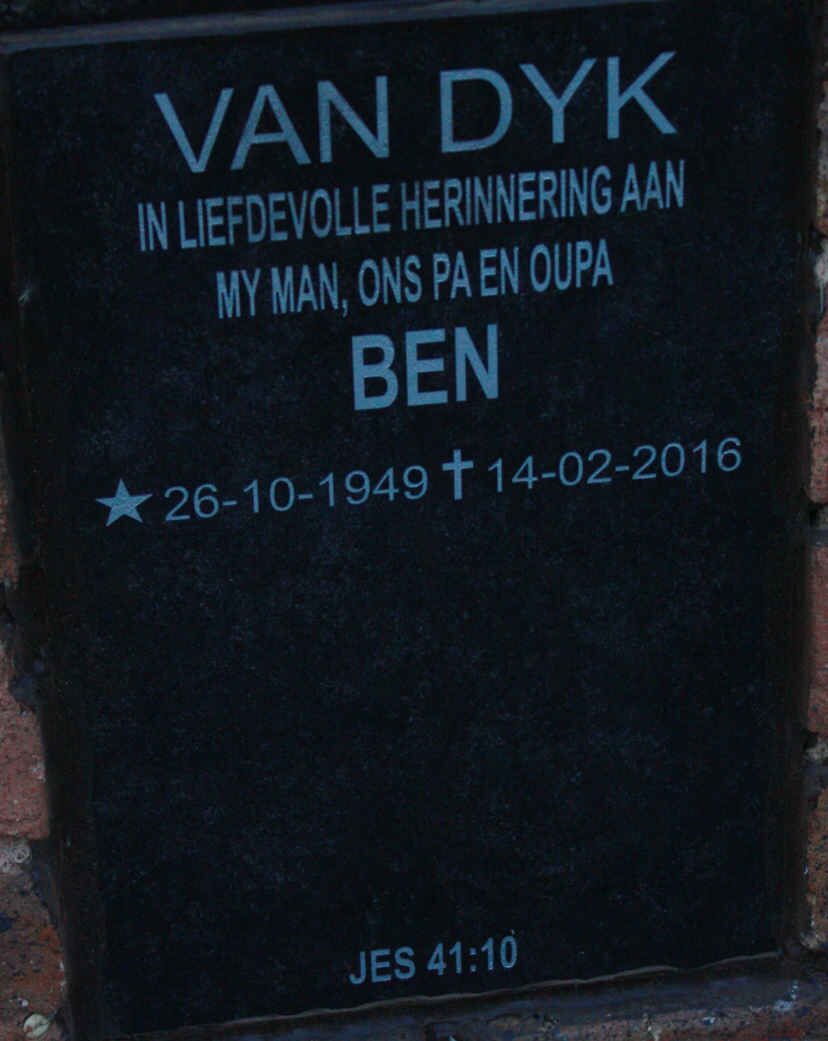 VAN DYK
IN LIEFDEVOLLE HERINNERING AAN
MY MAN, ONS PA EN OUPA
BEN
★ 26-10-1949 ✝ 14-02-2016
JES 41:10